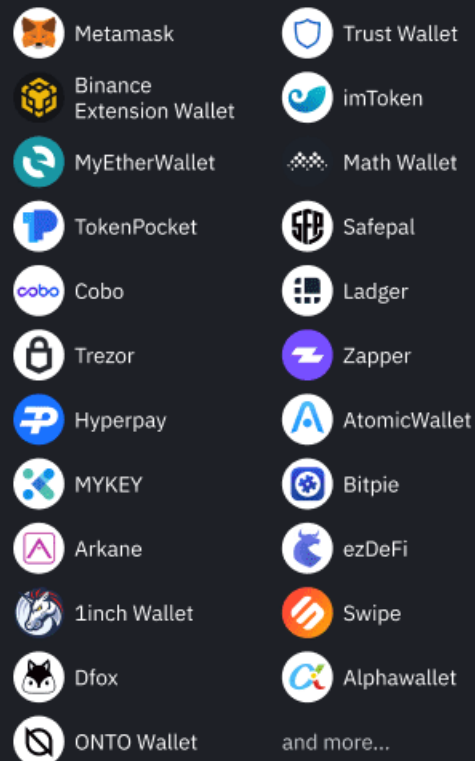 Metamask
Trust Wallet
Binance
Extension Wallet
imToken
MyEtherWallet
Math Wallet
TokenPocket
SFP
Safepal
cobo
Cobo
Ladger
Trezor
Zapper
Hyperpay
AtomicWallet
MYKEY
Bitpie
Arkane
ezDeFi
1inch Wallet
Swipe
Dfox
Alphawallet
ONTO Wallet
and more...